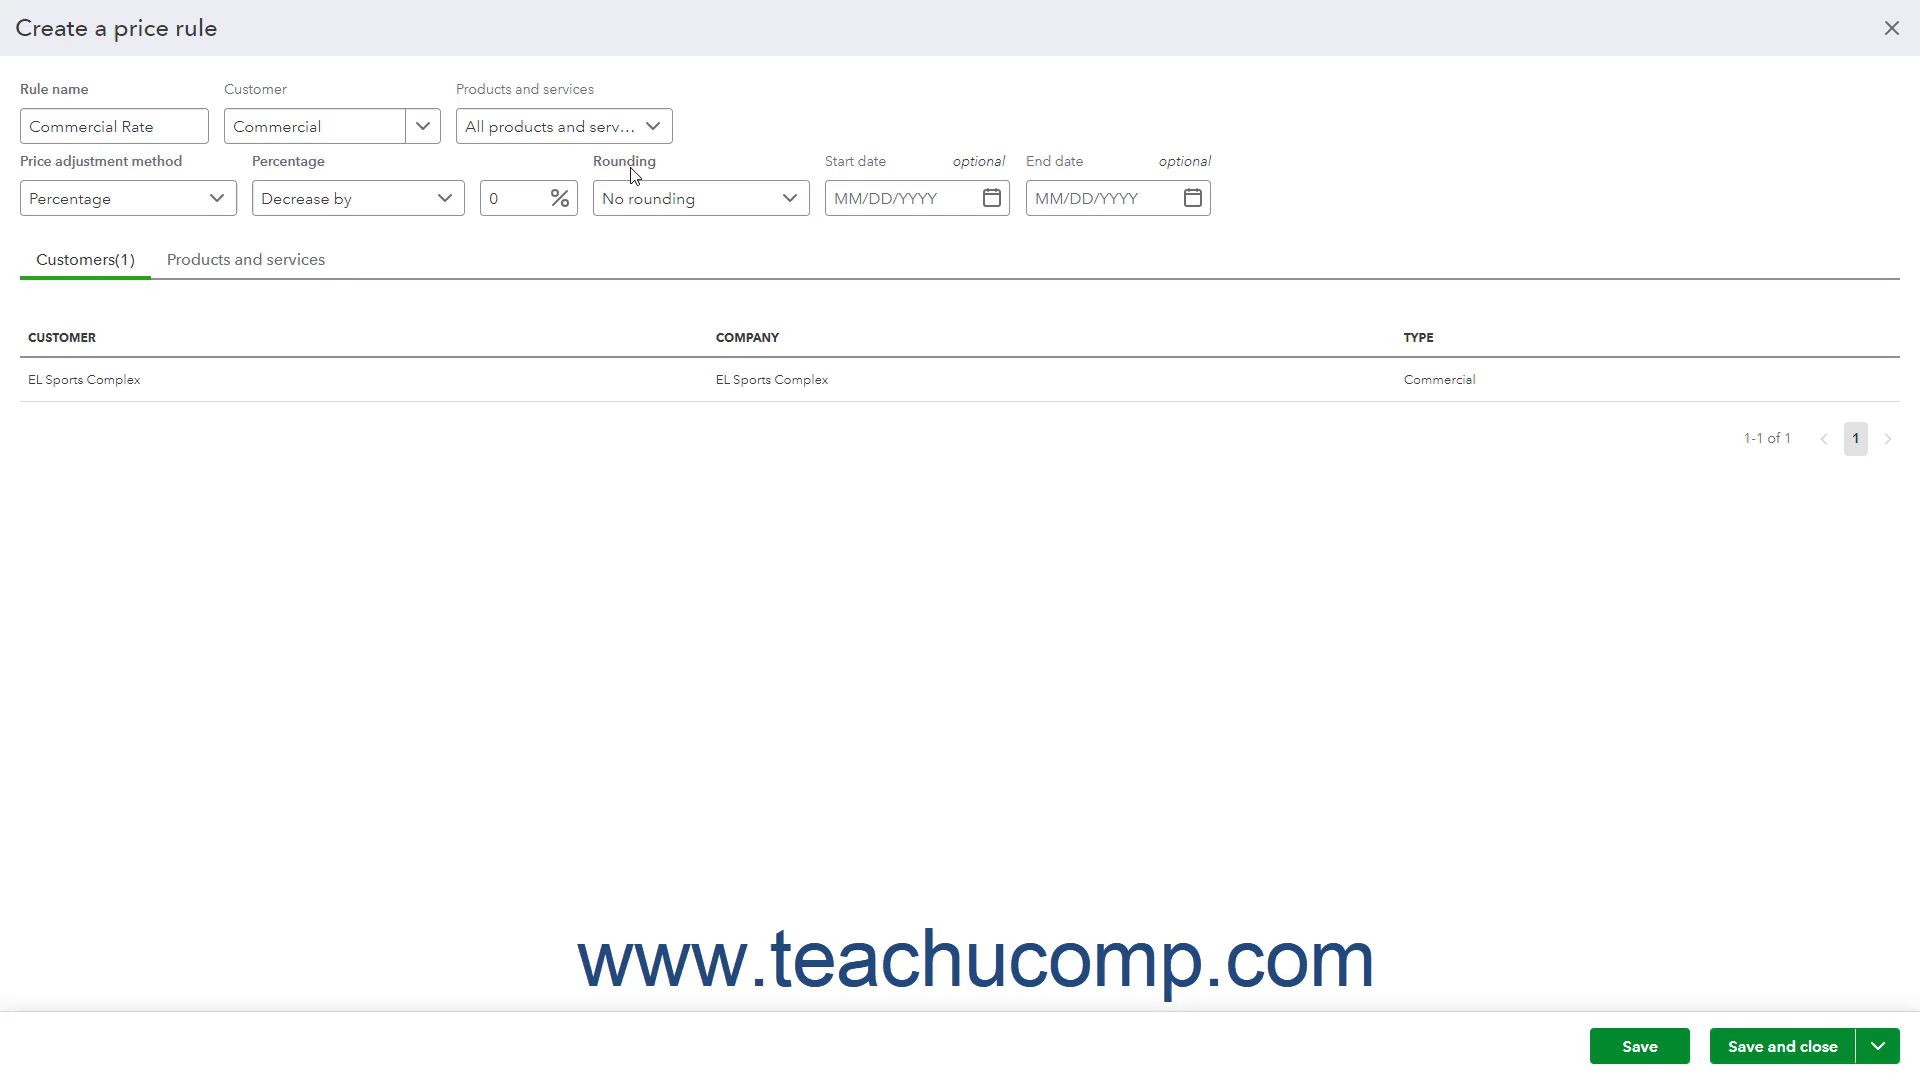 Create a price rule
Rule name Customer Products and services
Commercial Rate Commercial All products and serv...
Price adjustment method Percentage Rounding Start date optional End date optional
Percentage Decrease by 0 % No rounding MM/DD/YYYY MM/DD/YYYY
Customers(1) Products and services
CUSTOMER COMPANY TYPE
EL Sports Complex EL Sports Complex Commercial
1-1 of 1 1
www.teachucomp.com
Save Save and close